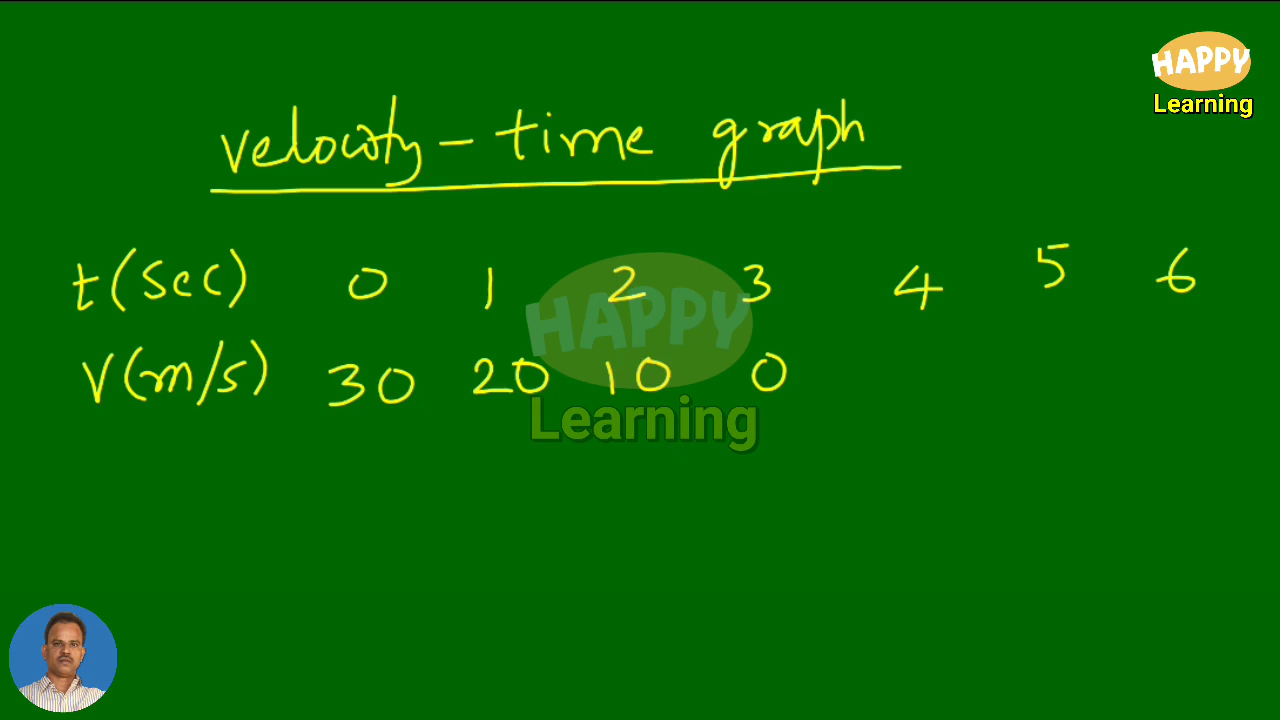 HAPPY
Learning
velocity - time graph
t (sec) 0 1 2 3 4 5 6
V (m/s) 30 20 10 0
HAPPY
Learning